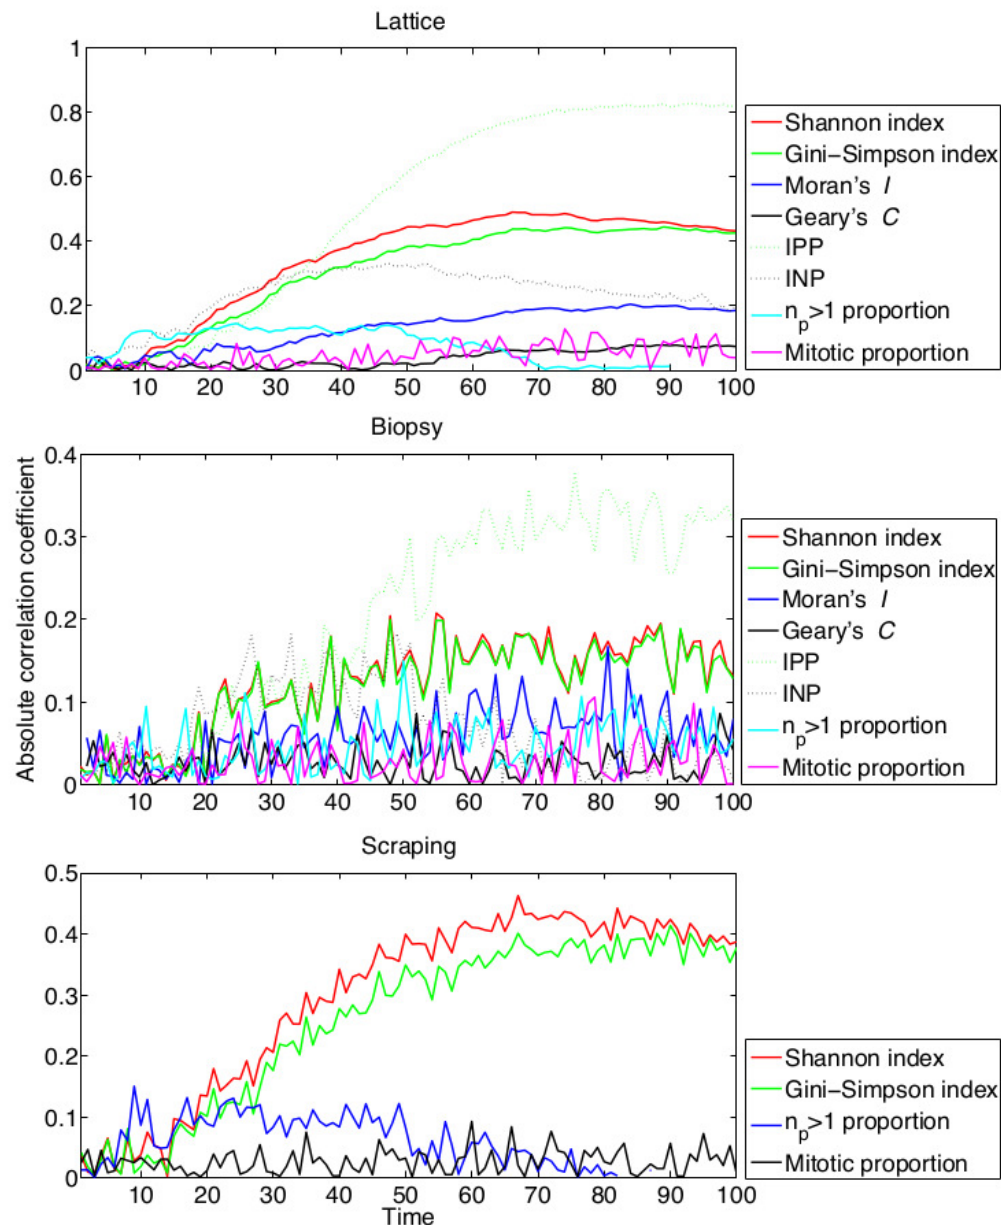 Lattice
1
0.8
0.6
0.4
0.2
0
10 20 30 40 50 60 70 80 90 100
Shannon index
Gini−Simpson index
Moran's I
Geary's C
IPP
INP
n_p>1 proportion
Mitotic proportion
Biopsy
Absolute correlation coefficient
0.4
0.3
0.2
0.1
0
10 20 30 40 50 60 70 80 90 100
Shannon index
Gini−Simpson index
Moran's I
Geary's C
IPP
INP
n_p>1 proportion
Mitotic proportion
Scraping
0.5
0.4
0.3
0.2
0.1
0
10 20 30 40 50 60 70 80 90 100
Time
Shannon index
Gini−Simpson index
n_p>1 proportion
Mitotic proportion